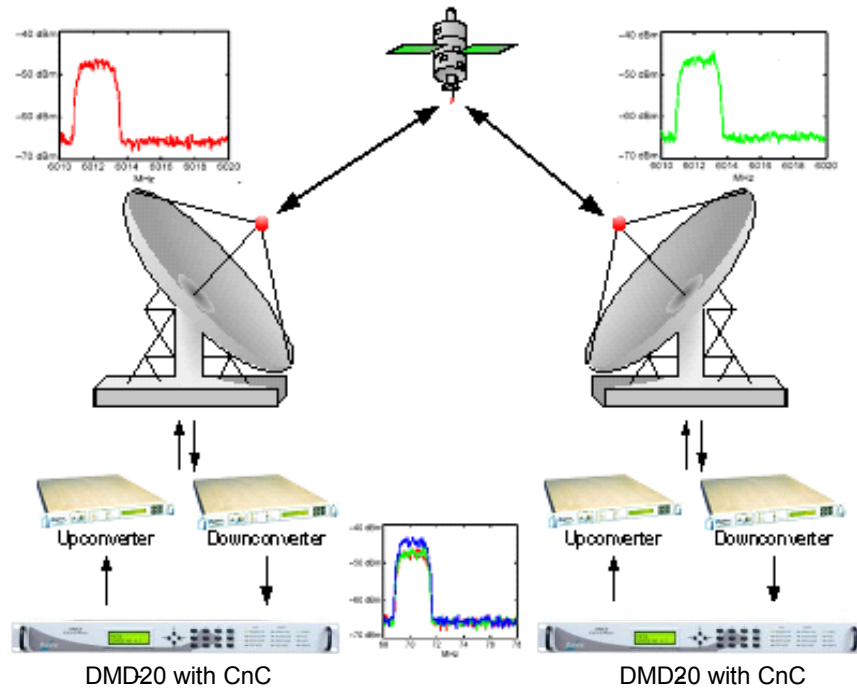 -40 dBm
-50 dBm
-60 dBm
-70 dBm
6010 6012 6014 6016 6018 6020
MHz
-40 dBm
-50 dBm
-60 dBm
-70 dBm
6010 6012 6014 6016 6018 6020
MHz
Upconverter
Downconverter
-40 dBm
-50 dBm
-60 dBm
-70 dBm
68 70 72 74 76 78
MHz
Upconverter
Downconverter
DMD-20 with CnC
DMD20 with CnC